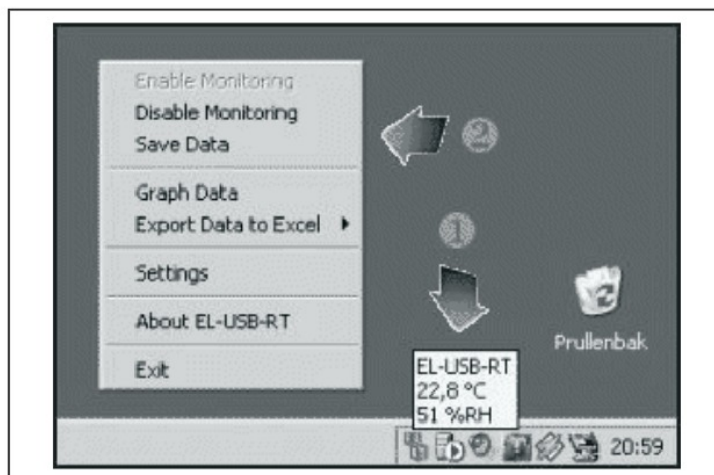 Enable Monitoring
Disable Monitoring
Save Data
Graph Data
Export Data to Excel
Settings
About EL-USB-RT
Exit
2
1
Prullenbak
EL-USB-RT
22,8 °C
51 %RH
20:59